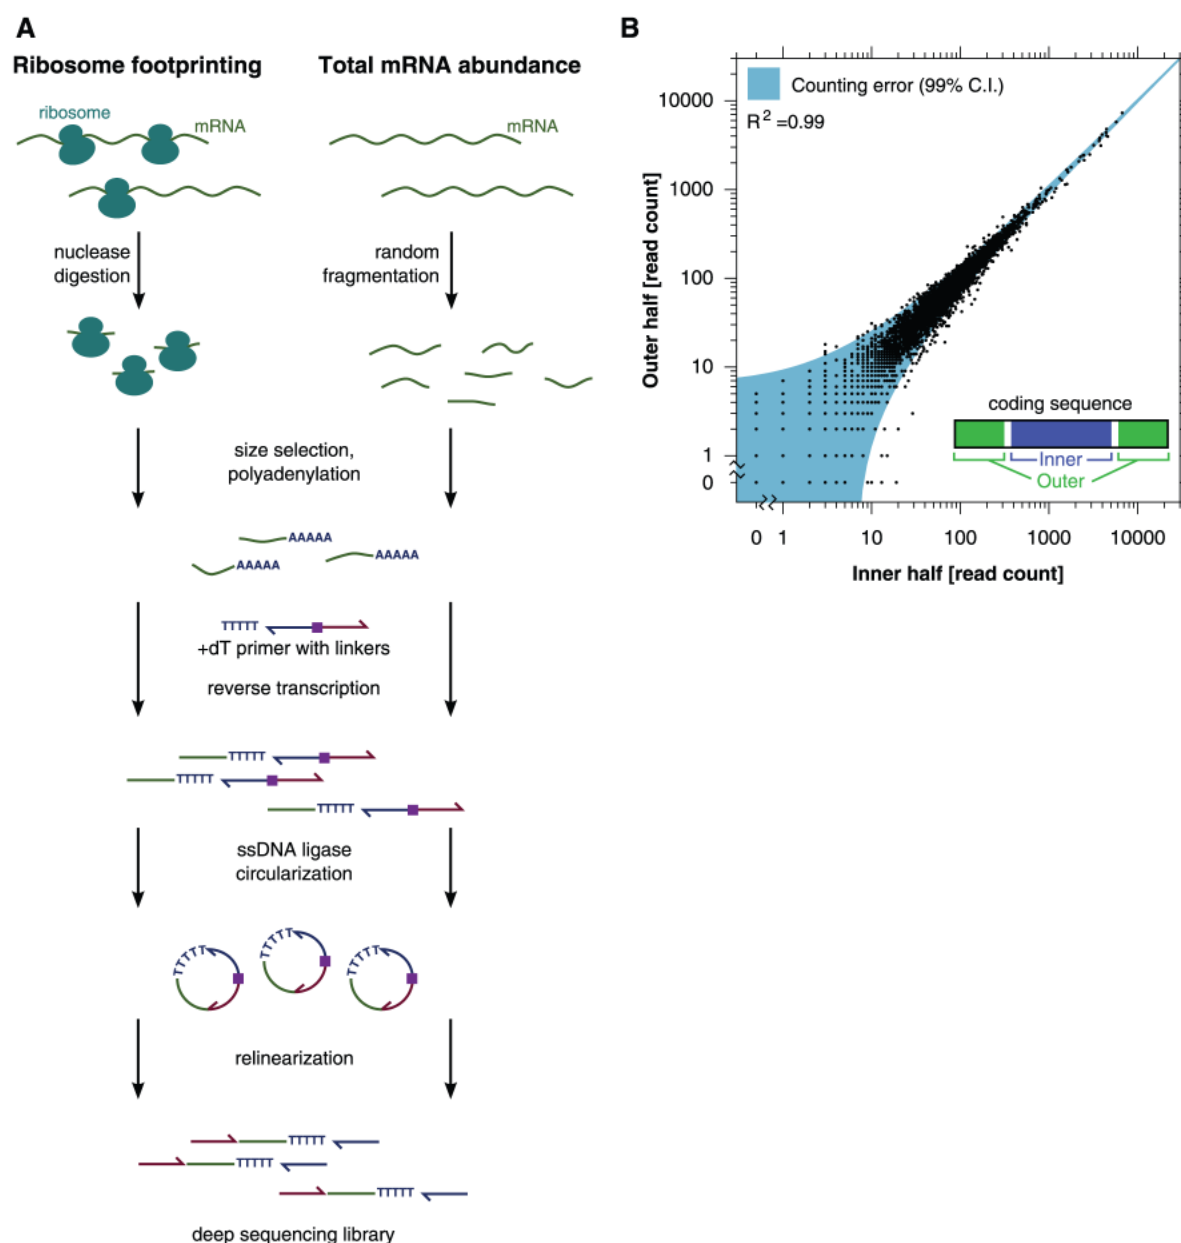 A
Ribosome footprinting
Total mRNA abundance
ribosome
mRNA
mRNA
nuclease
digestion
random
fragmentation
size selection,
polyadenylation
AAAAA
AAAAA
AAAAA
TTTTT
+dT primer with linkers
reverse transcription
TTTTT
TTTTT
TTTTT
ssDNA ligase
circularization
TTTTT
TTTTT
TTTTT
relinearization
TTTTT
TTTTT
TTTTT
deep sequencing library
B
Counting error (99% C.I.)
R² =0.99
Outer half [read count]
10000
1000
100
10
1
0
coding sequence
Inner
Outer
0 1 10 100 1000 10000
Inner half [read count]